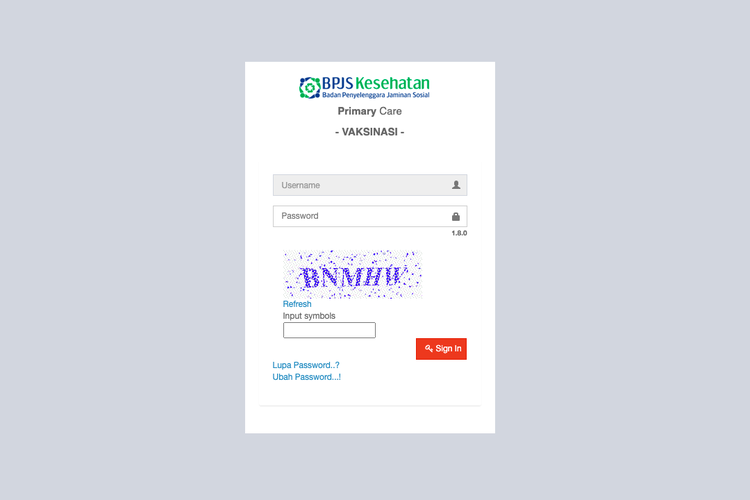 BPJS Kesehatan
Badan Penyelenggara Jaminan Sosial
Primary Care
- VAKSINASI -
Username
Password
1.8.0
Refresh
Input symbols
Sign In
Lupa Password..?
Ubah Password...!